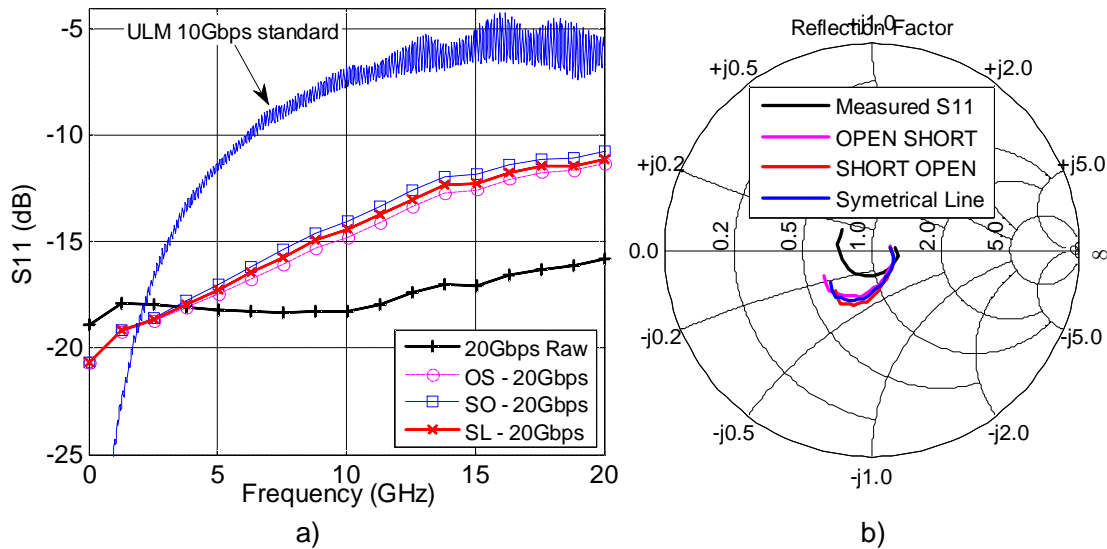 ULM 10Gbps standard
S11 (dB)
-5
-10
-15
-20
-25
0
5
10
15
20
Frequency (GHz)
20Gbps Raw
OS - 20Gbps
SO - 20Gbps
SL - 20Gbps
a)
+j1.0
Reflection Factor
+j0.5
+j2.0
Measured S11
OPEN SHORT
SHORT OPEN
Symetrical Line
+j0.2
+j5.0
0.0
0.2
0.5
1.0
2.0
5.0
∞
-j0.2
-j5.0
-j0.5
-j2.0
-j1.0
b)